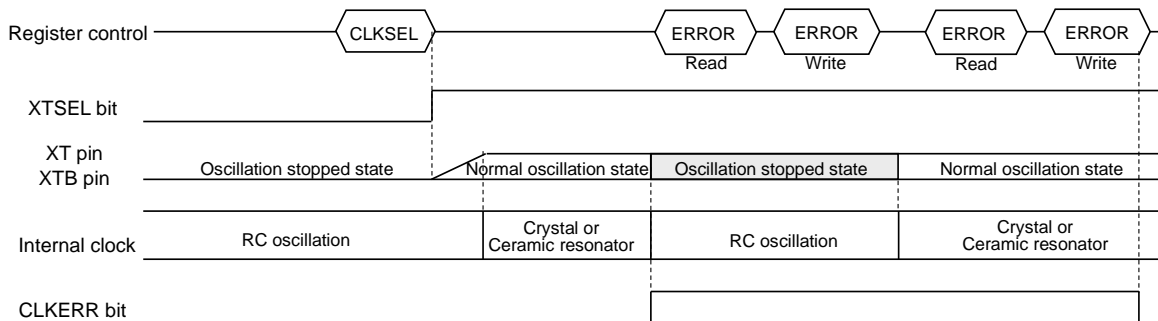 Register control
CLKSEL
ERROR
ERROR
ERROR
ERROR
Read
Write
Read
Write
XTSEL bit
XT pin
XTB pin
Oscillation stopped state
Normal oscillation state
Oscillation stopped state
Normal oscillation state
Internal clock
RC oscillation
Crystal or
Ceramic resonator
RC oscillation
Crystal or
Ceramic resonator
CLKERR bit